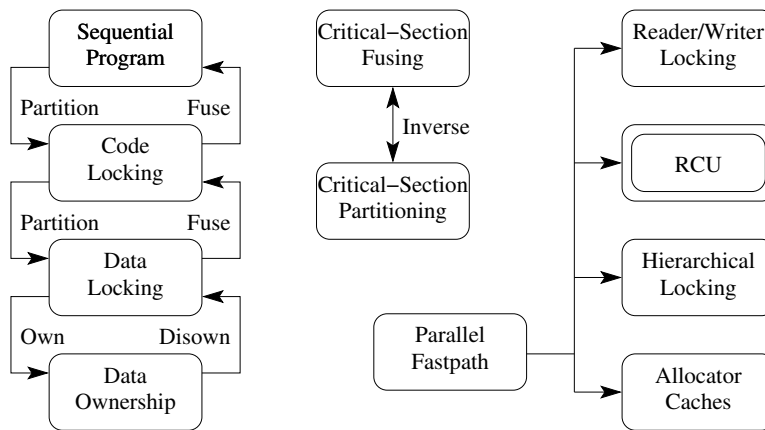 Sequential
Program
Partition
Fuse
Code
Locking
Partition
Fuse
Data
Locking
Own
Disown
Data
Ownership
Critical−Section
Fusing
Inverse
Critical−Section
Partitioning
Parallel
Fastpath
Reader/Writer
Locking
RCU
Hierarchical
Locking
Allocator
Caches